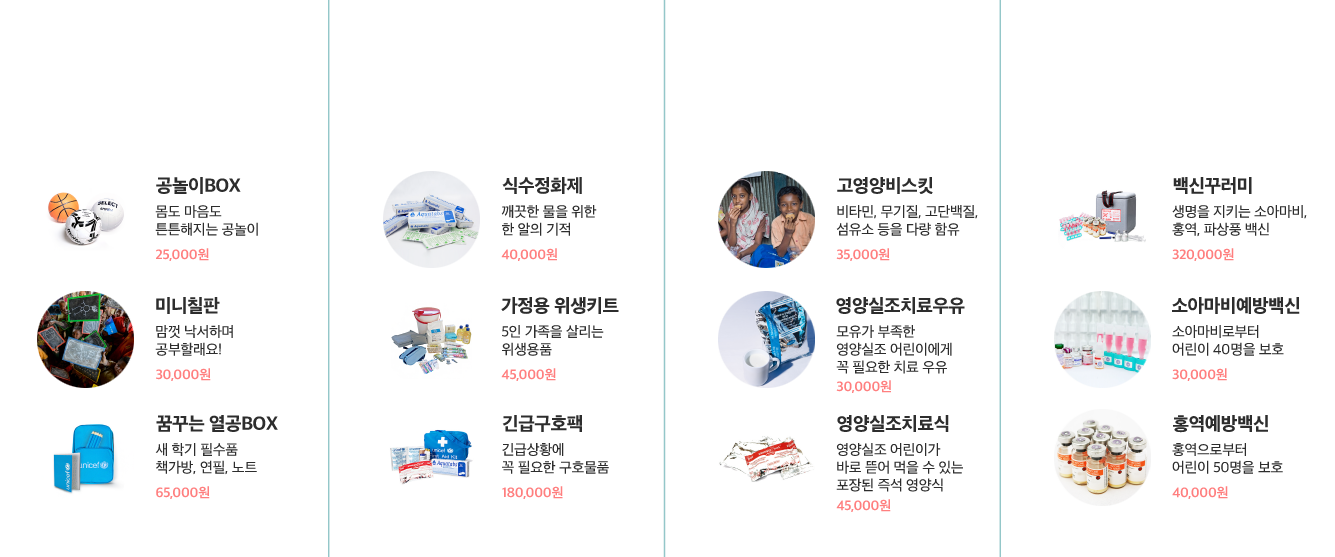 공놀이BOX
몸도 마음도
튼튼해지는 공놀이
25,000원
미니칠판
맘껏 낙서하며
공부할래요!
30,000원
꿈꾸는 열공BOX
새 학기 필수품
책가방, 연필, 노트
65,000원
식수정화제
깨끗한 물을 위한
한 알의 기적
40,000원
가정용 위생키트
5인 가족을 살리는
위생용품
45,000원
긴급구호팩
긴급상황에
꼭 필요한 구호물품
180,000원
고영양비스킷
비타민, 무기질, 고단백질,
섬유소 등을 다량 함유
35,000원
영양실조치료우유
모유가 부족한
영양실조 어린이에게
꼭 필요한 치료 우유
30,000원
영양실조치료식
영양실조 어린이가
바로 뜯어 먹을 수 있는
포장된 즉석 영양식
45,000원
백신꾸러미
생명을 지키는 소아마비,
홍역, 파상풍 백신
320,000원
소아마비예방백신
소아마비로부터
어린이 40명을 보호
30,000원
홍역예방백신
홍역으로부터
어린이 50명을 보호
40,000원
SELECT
unicef
unicef
unicef